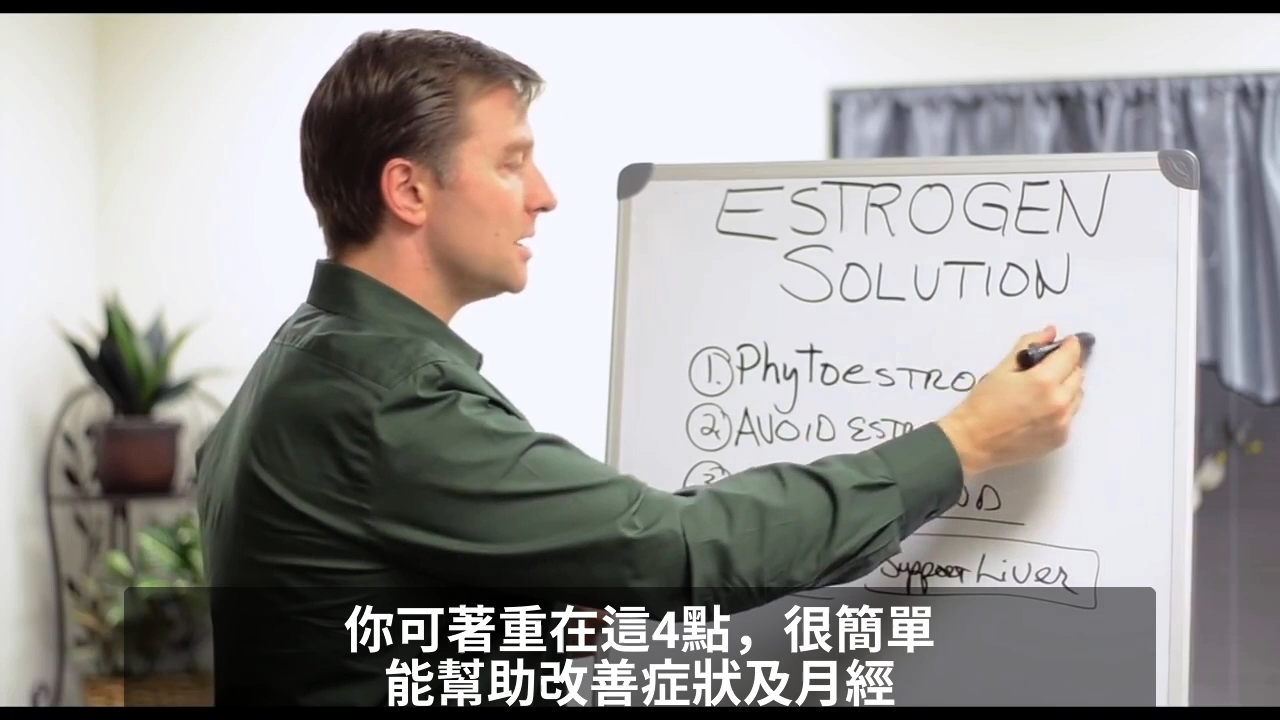 ESTROGEN
SOLUTION
1. Phytoestro
2. AVOID ESTR
3.
Support Liver
你可著重在這4點，很簡單
能幫助改善症狀及月經